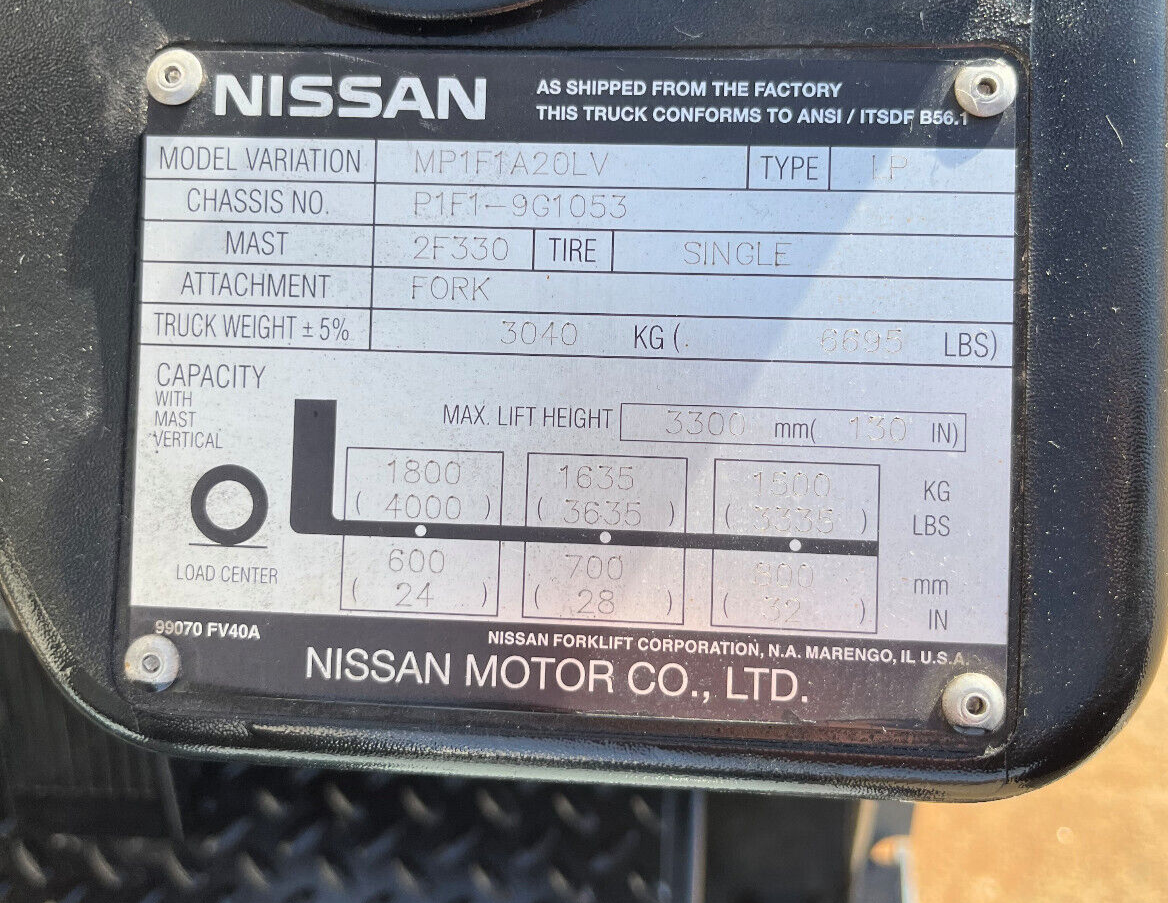 NISSAN
AS SHIPPED FROM THE FACTORY
THIS TRUCK CONFORMS TO ANSI / ITSDF B56.1
MODEL VARIATION MP1F1A20LV TYPE LP
CHASSIS NO. P1F1-9G1053
MAST 2F330 TIRE SINGLE
ATTACHMENT FORK
TRUCK WEIGHT ± 5% 3040 KG ( 6695 LBS)
CAPACITY
WITH
MAST
VERTICAL
MAX. LIFT HEIGHT 3300 mm( 130 IN)
1800 1635 1500 KG
( 4000 ) ( 3635 ) ( 3335 ) LBS
LOAD CENTER
600 700 800 mm
( 24 ) ( 28 ) ( 32 ) IN
99070 FV40A
NISSAN FORKLIFT CORPORATION, N.A. MARENGO, IL U.S.A.
NISSAN MOTOR CO., LTD.